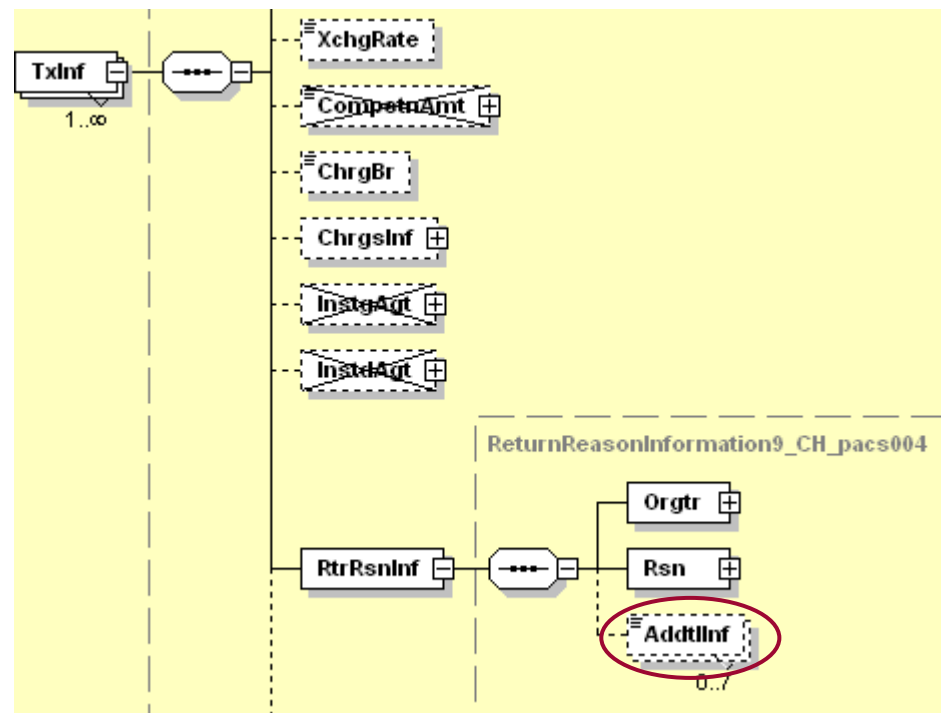 XchgRate
TxInf
1..∞
CompstnAmt
ChrgBr
ChrgsInf
InstgAgt
InstdAgt
ReturnReasonInformation9_CH_pacs004
Orgtr
RtrRsnInf
Rsn
AddtlInf
0..7